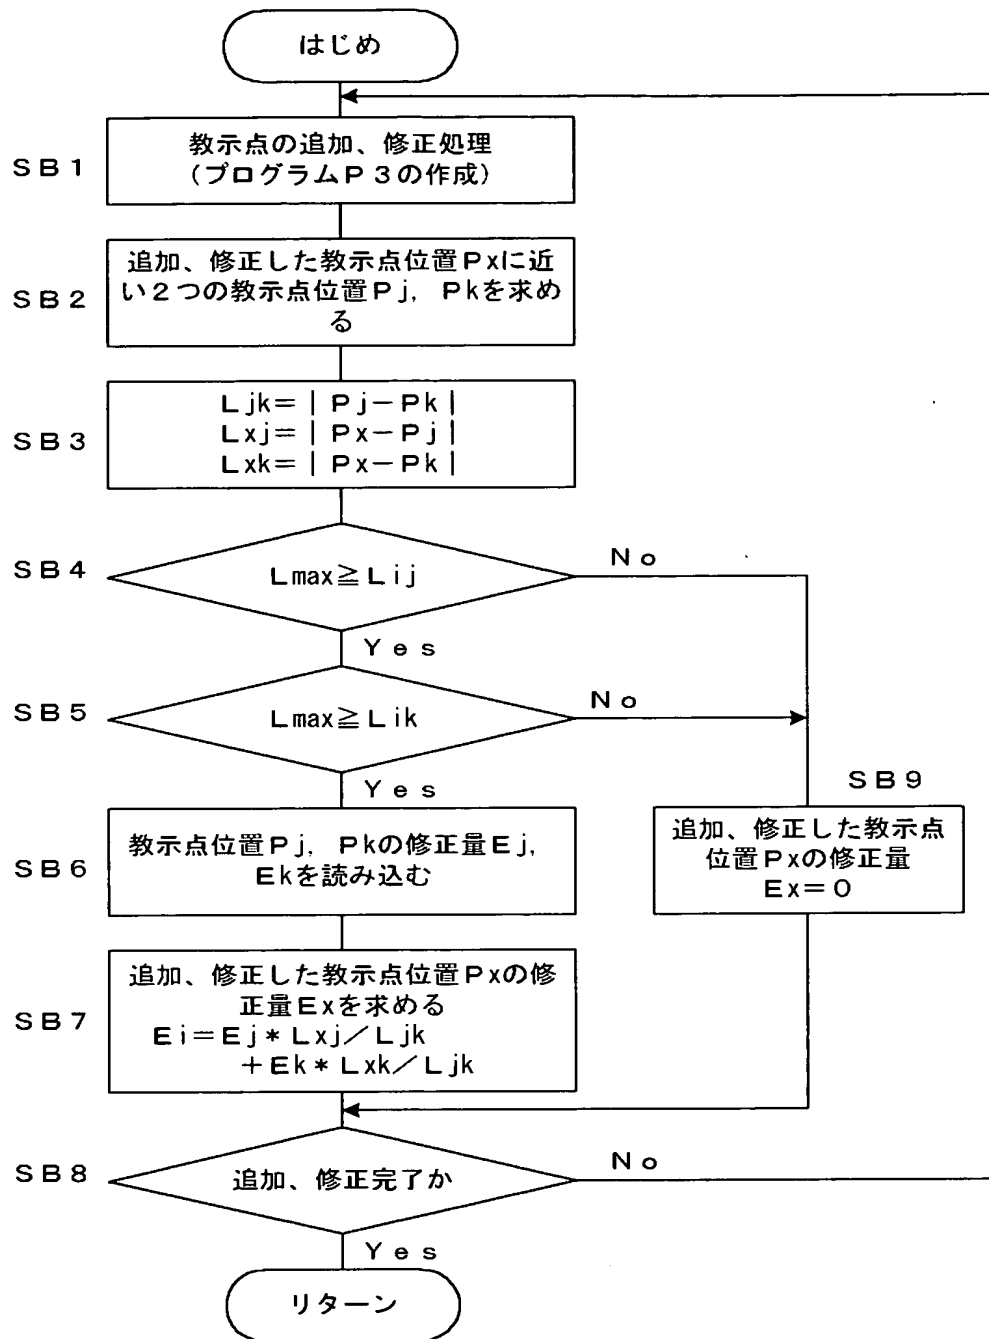 はじめ
SB1
教示点の追加、修正処理
(プログラムP3の作成)
SB2
追加、修正した教示点位置Pxに近
い2つの教示点位置Pj,Pkを求め
る
SB3
Ljk=|Pj-Pk|
Lxj=|Px-Pj|
Lxk=|Px-Pk|
SB4
Lmax≧Lij
No
Yes
SB5
Lmax≧Lik
No
Yes
SB6
教示点位置Pj,Pkの修正量Ej,
Ekを読み込む
SB9
追加、修正した教示点
位置Pxの修正量
Ex=0
SB7
追加、修正した教示点位置Pxの修
正量Exを求める
Ei=Ej*Lxj/Ljk
+Ek*Lxk/Ljk
SB8
追加、修正完了か
No
Yes
リターン